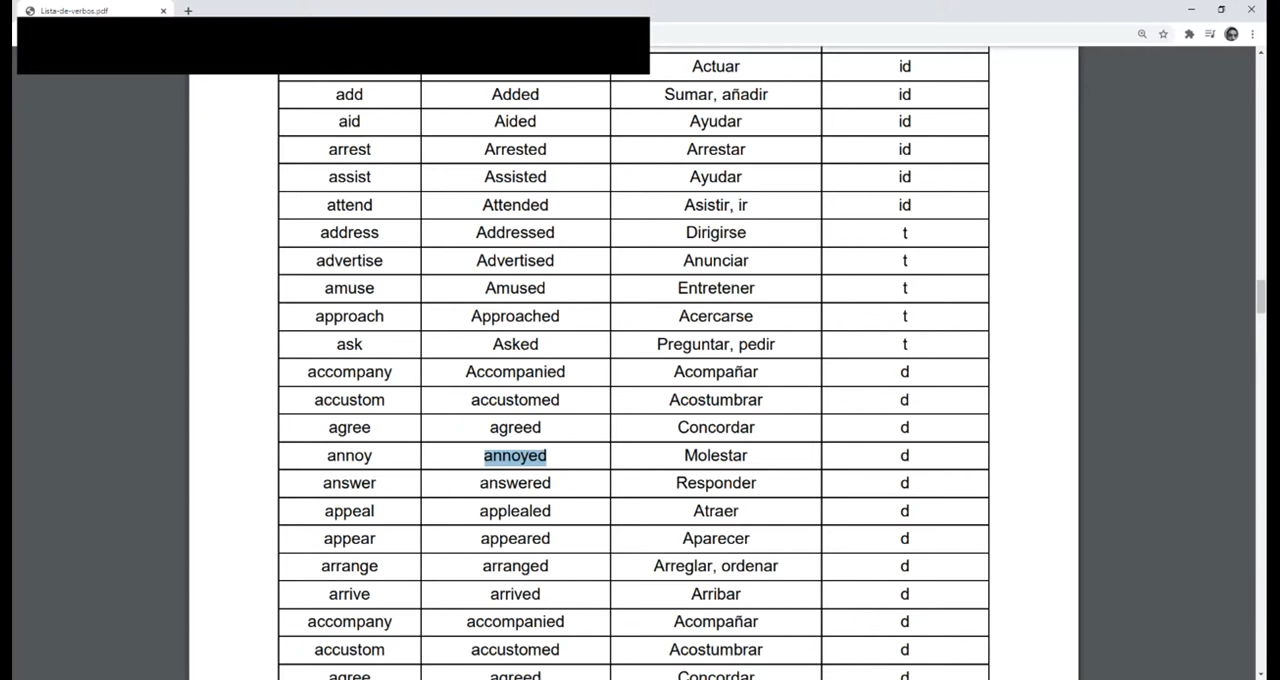 Lista-de-verbos.pdf
Actuar id
add Added Sumar, añadir id
aid Aided Ayudar id
arrest Arrested Arrestar id
assist Assisted Ayudar id
attend Attended Asistir, ir id
address Addressed Dirigirse t
advertise Advertised Anunciar t
amuse Amused Entretener t
approach Approached Acercarse t
ask Asked Preguntar, pedir t
accompany Accompanied Acompañar d
accustom accustomed Acostumbrar d
agree agreed Concordar d
annoy annoyed Molestar d
answer answered Responder d
appeal applealed Atraer d
appear appeared Aparecer d
arrange arranged Arreglar, ordenar d
arrive arrived Arribar d
accompany accompanied Acompañar d
accustom accustomed Acostumbrar d
agree agreed Concordar d